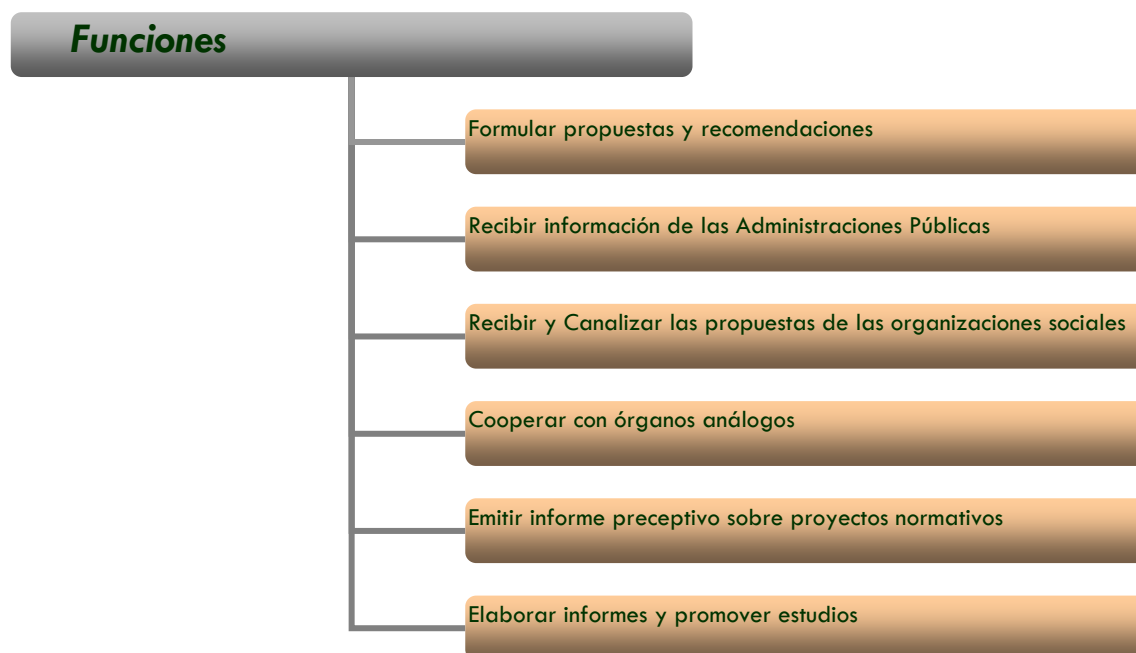 Funciones
Formular propuestas y recomendaciones
Recibir información de las Administraciones Públicas
Recibir y Canalizar las propuestas de las organizaciones sociales
Cooperar con órganos análogos
Emitir informe preceptivo sobre proyectos normativos
Elaborar informes y promover estudios